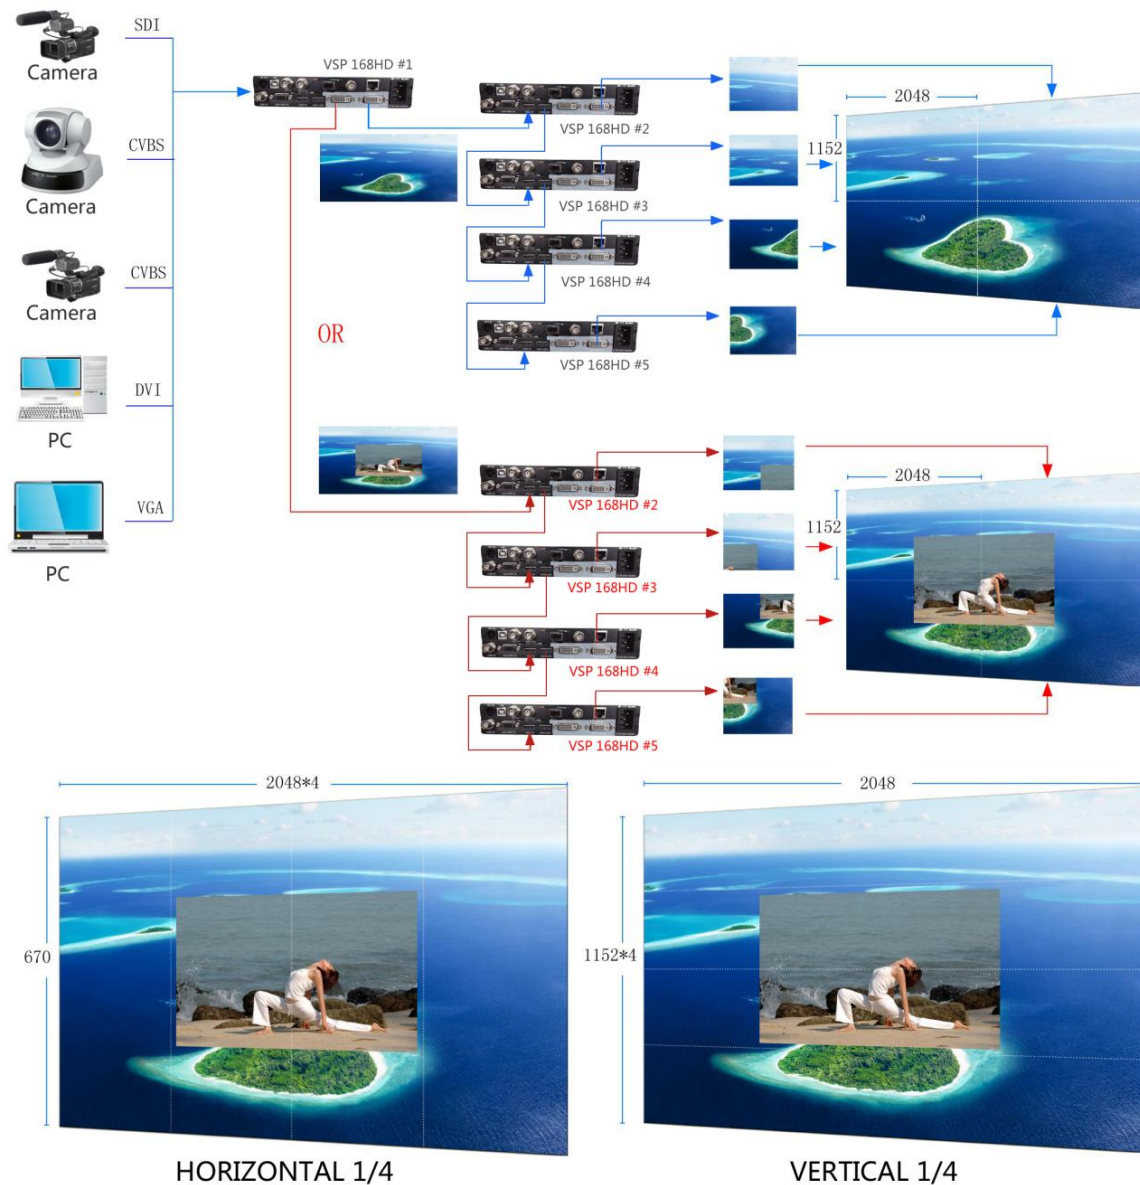 SDI
Camera
CVBS
Camera
CVBS
Camera
DVI
PC
VGA
PC
VSP 168HD #1
VSP 168HD #2
VSP 168HD #3
VSP 168HD #4
VSP 168HD #5
2048
1152
OR
VSP 168HD #2
VSP 168HD #3
VSP 168HD #4
VSP 168HD #5
2048
1152
2048*4
670
HORIZONTAL 1/4
2048
1152*4
VERTICAL 1/4